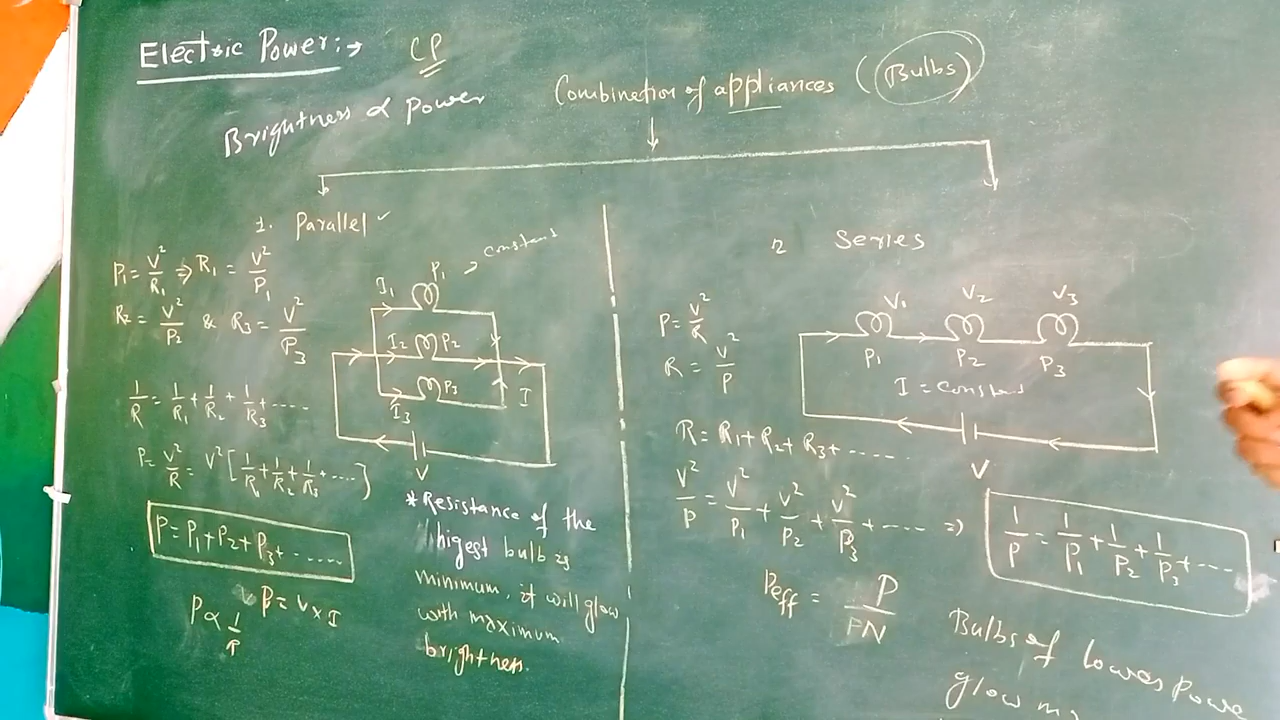 Electric Power:→ CP
Brightness ∝ Power
Combination of appliances (Bulbs)
1. Parallel ✓
P₁ = V²/R₁ ⇒ R₁ = V²/P₁
R₂ = V²/P₂ & R₃ = V²/P₃
1/R = 1/R₁ + 1/R₂ + 1/R₃ + ....
P = V²/R = V² [1/R₁ + 1/R₂ + 1/R₃ + ....]
P = P₁ + P₂ + P₃ + ......
P = V × I
P ∝ 1/R
P₁ → constant
I₁
I₂ P₂
P₃
I₃
I
V
* Resistance of the
higest bulb is
minimum, it will glow
with maximum
brightness.
2 Series
P = V²/R
R = V²/P
V₁ V₂ V₃
P₁ P₂ P₃
I = Constant
V
R = R₁ + R₂ + R₃ + ......
V²/P = V²/P₁ + V²/P₂ + V²/P₃ + ..... ⇒
1/P = 1/P₁ + 1/P₂ + 1/P₃ + ....
Peff = P/N
Bulbs of lower Power
glow